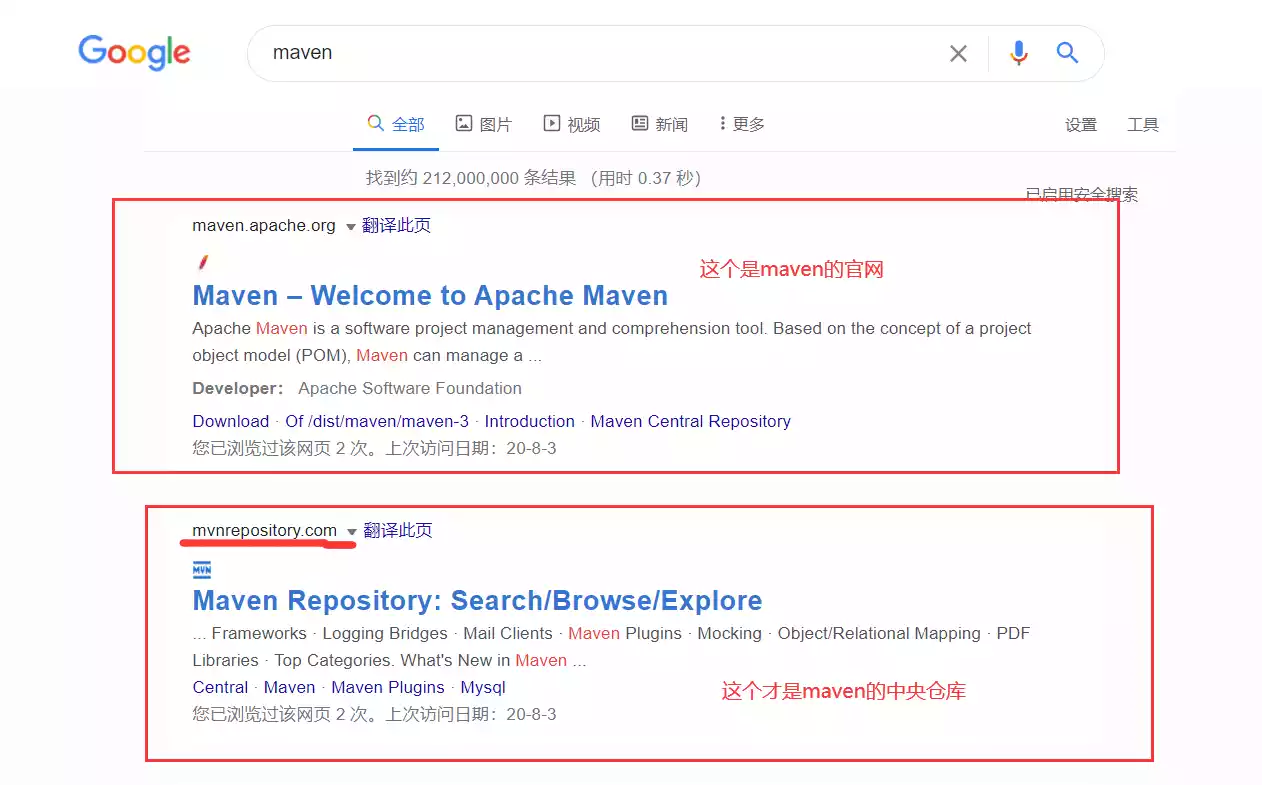 Google
maven
全部 图片 视频 新闻 更多 设置 工具
找到约 212,000,000 条结果 （用时 0.37 秒）
已启用安全搜索
maven.apache.org 翻译此页
这个是maven的官网
Maven – Welcome to Apache Maven
Apache Maven is a software project management and comprehension tool. Based on the concept of a project
object model (POM), Maven can manage a ...
Developer： Apache Software Foundation
Download · Of /dist/maven/maven-3 · Introduction · Maven Central Repository
您已浏览过该网页 2 次。上次访问日期：20-8-3
mvnrepository.com 翻译此页
MVN
Maven Repository: Search/Browse/Explore
... Frameworks · Logging Bridges · Mail Clients · Maven Plugins · Mocking · Object/Relational Mapping · PDF
Libraries · Top Categories. What's New in Maven ...
Central · Maven · Maven Plugins · Mysql
这个才是maven的中央仓库
您已浏览过该网页 2 次。上次访问日期：20-8-3